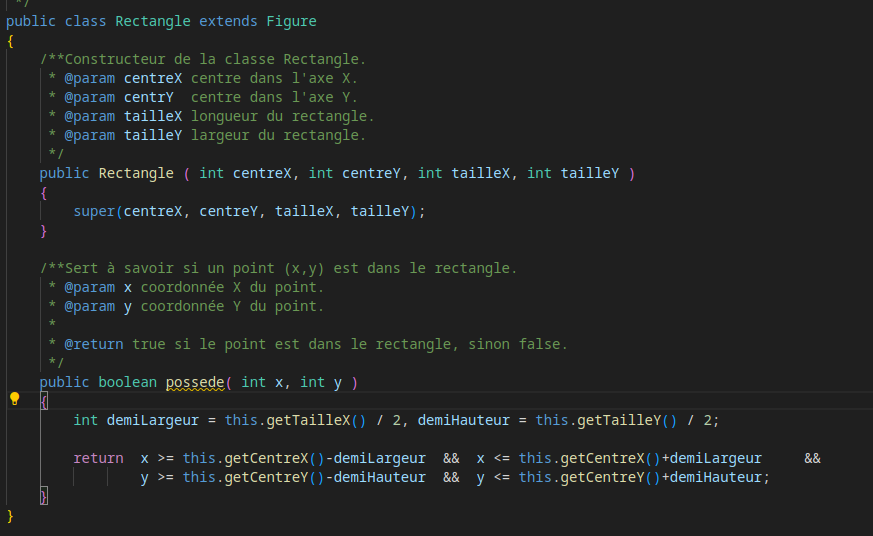 */
public class Rectangle extends Figure
{
/**Constructeur de la classe Rectangle.
* @param centreX centre dans l'axe X.
* @param centrY  centre dans l'axe Y.
* @param tailleX longueur du rectangle.
* @param tailleY largeur du rectangle.
*/
public Rectangle ( int centreX, int centreY, int tailleX, int tailleY )
{
super(centreX, centreY, tailleX, tailleY);
}
/**Sert à savoir si un point (x,y) est dans le rectangle.
* @param x coordonnée X du point.
* @param y coordonnée Y du point.
*
* @return true si le point est dans le rectangle, sinon false.
*/
public boolean possede( int x, int y )
{
int demiLargeur = this.getTailleX() / 2, demiHauteur = this.getTailleY() / 2;
return  x >= this.getCentreX()-demiLargeur  &&  x <= this.getCentreX()+demiLargeur     &&
y >= this.getCentreY()-demiHauteur  &&  y <= this.getCentreY()+demiHauteur;
}
}